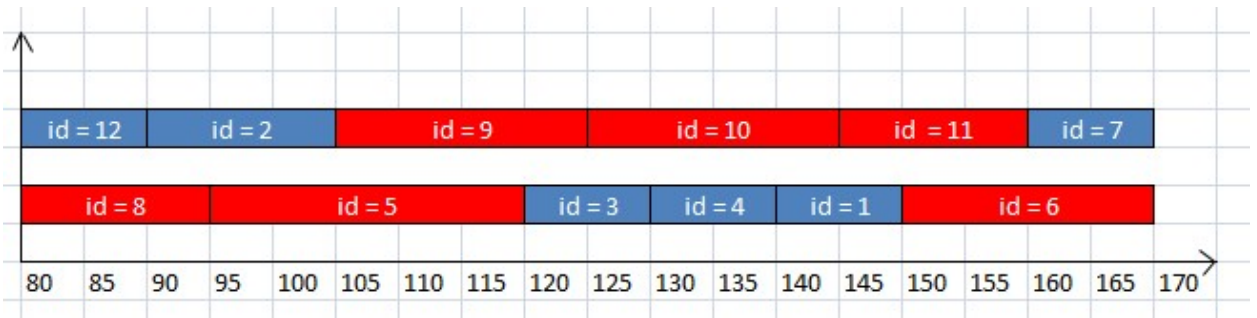 id = 12 id = 2 id = 9 id = 10 id = 11 id = 7
id = 8 id = 5 id = 3 id = 4 id = 1 id = 6
80 85 90 95 100 105 110 115 120 125 130 135 140 145 150 155 160 165 170